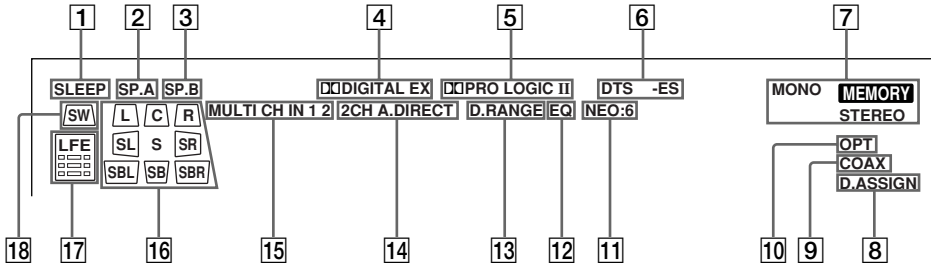 1 2 3 4 5 6 7
SLEEP SP.A SP.B DIGITAL EX PRO LOGIC II DTS -ES MONO MEMORY
STEREO
SW L C R MULTI CH IN 1 2 2CH A.DIRECT D.RANGE EQ NEO:6
LFE SL S SR OPT
COAX
SBL SB SBR D.ASSIGN
18 17 16 15 14 13 12 11 10 9 8